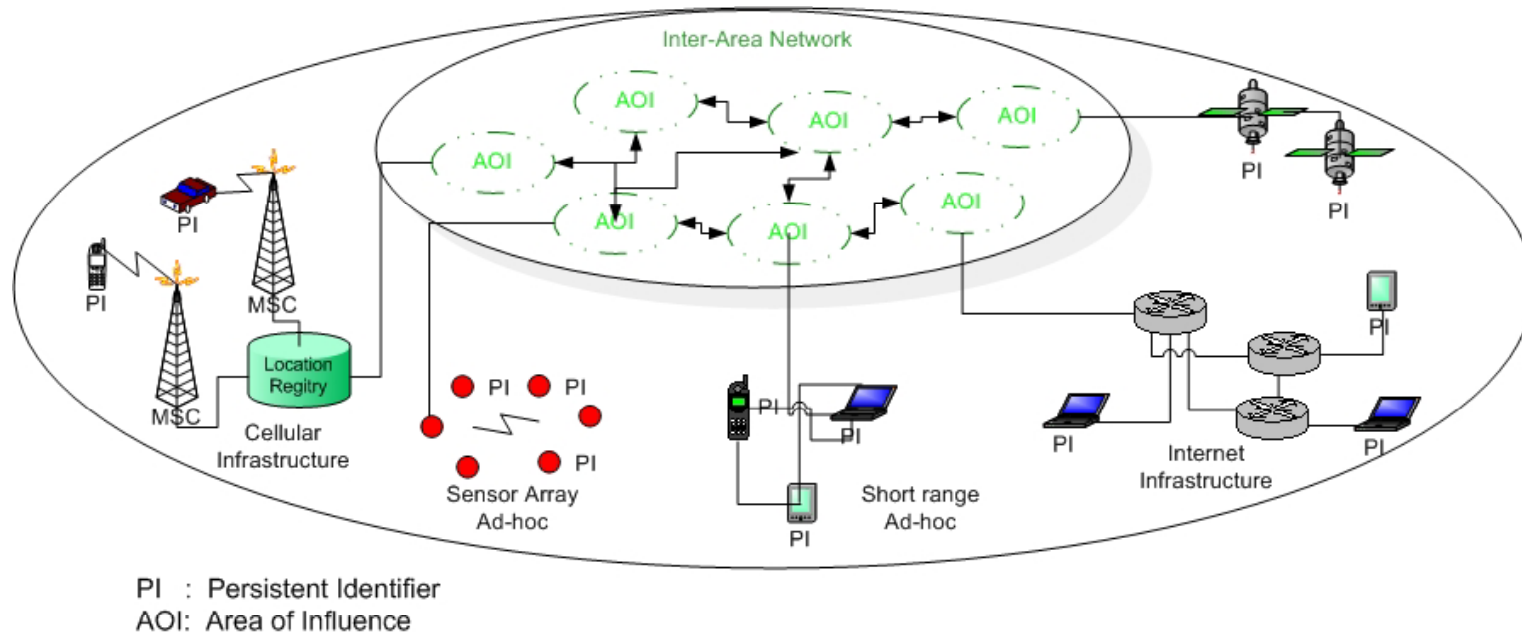 Inter-Area Network
AOI
AOI
AOI
AOI
AOI
AOI
AOI
PI
PI
PI
PI
MSC
MSC
Location
Regitry
Cellular
Infrastructure
PI
PI
PI
Sensor Array
Ad-hoc
PI
PI
PI
Short range
Ad-hoc
PI
PI
PI
Internet
Infrastructure
PI : Persistent Identifier
AOI: Area of Influence